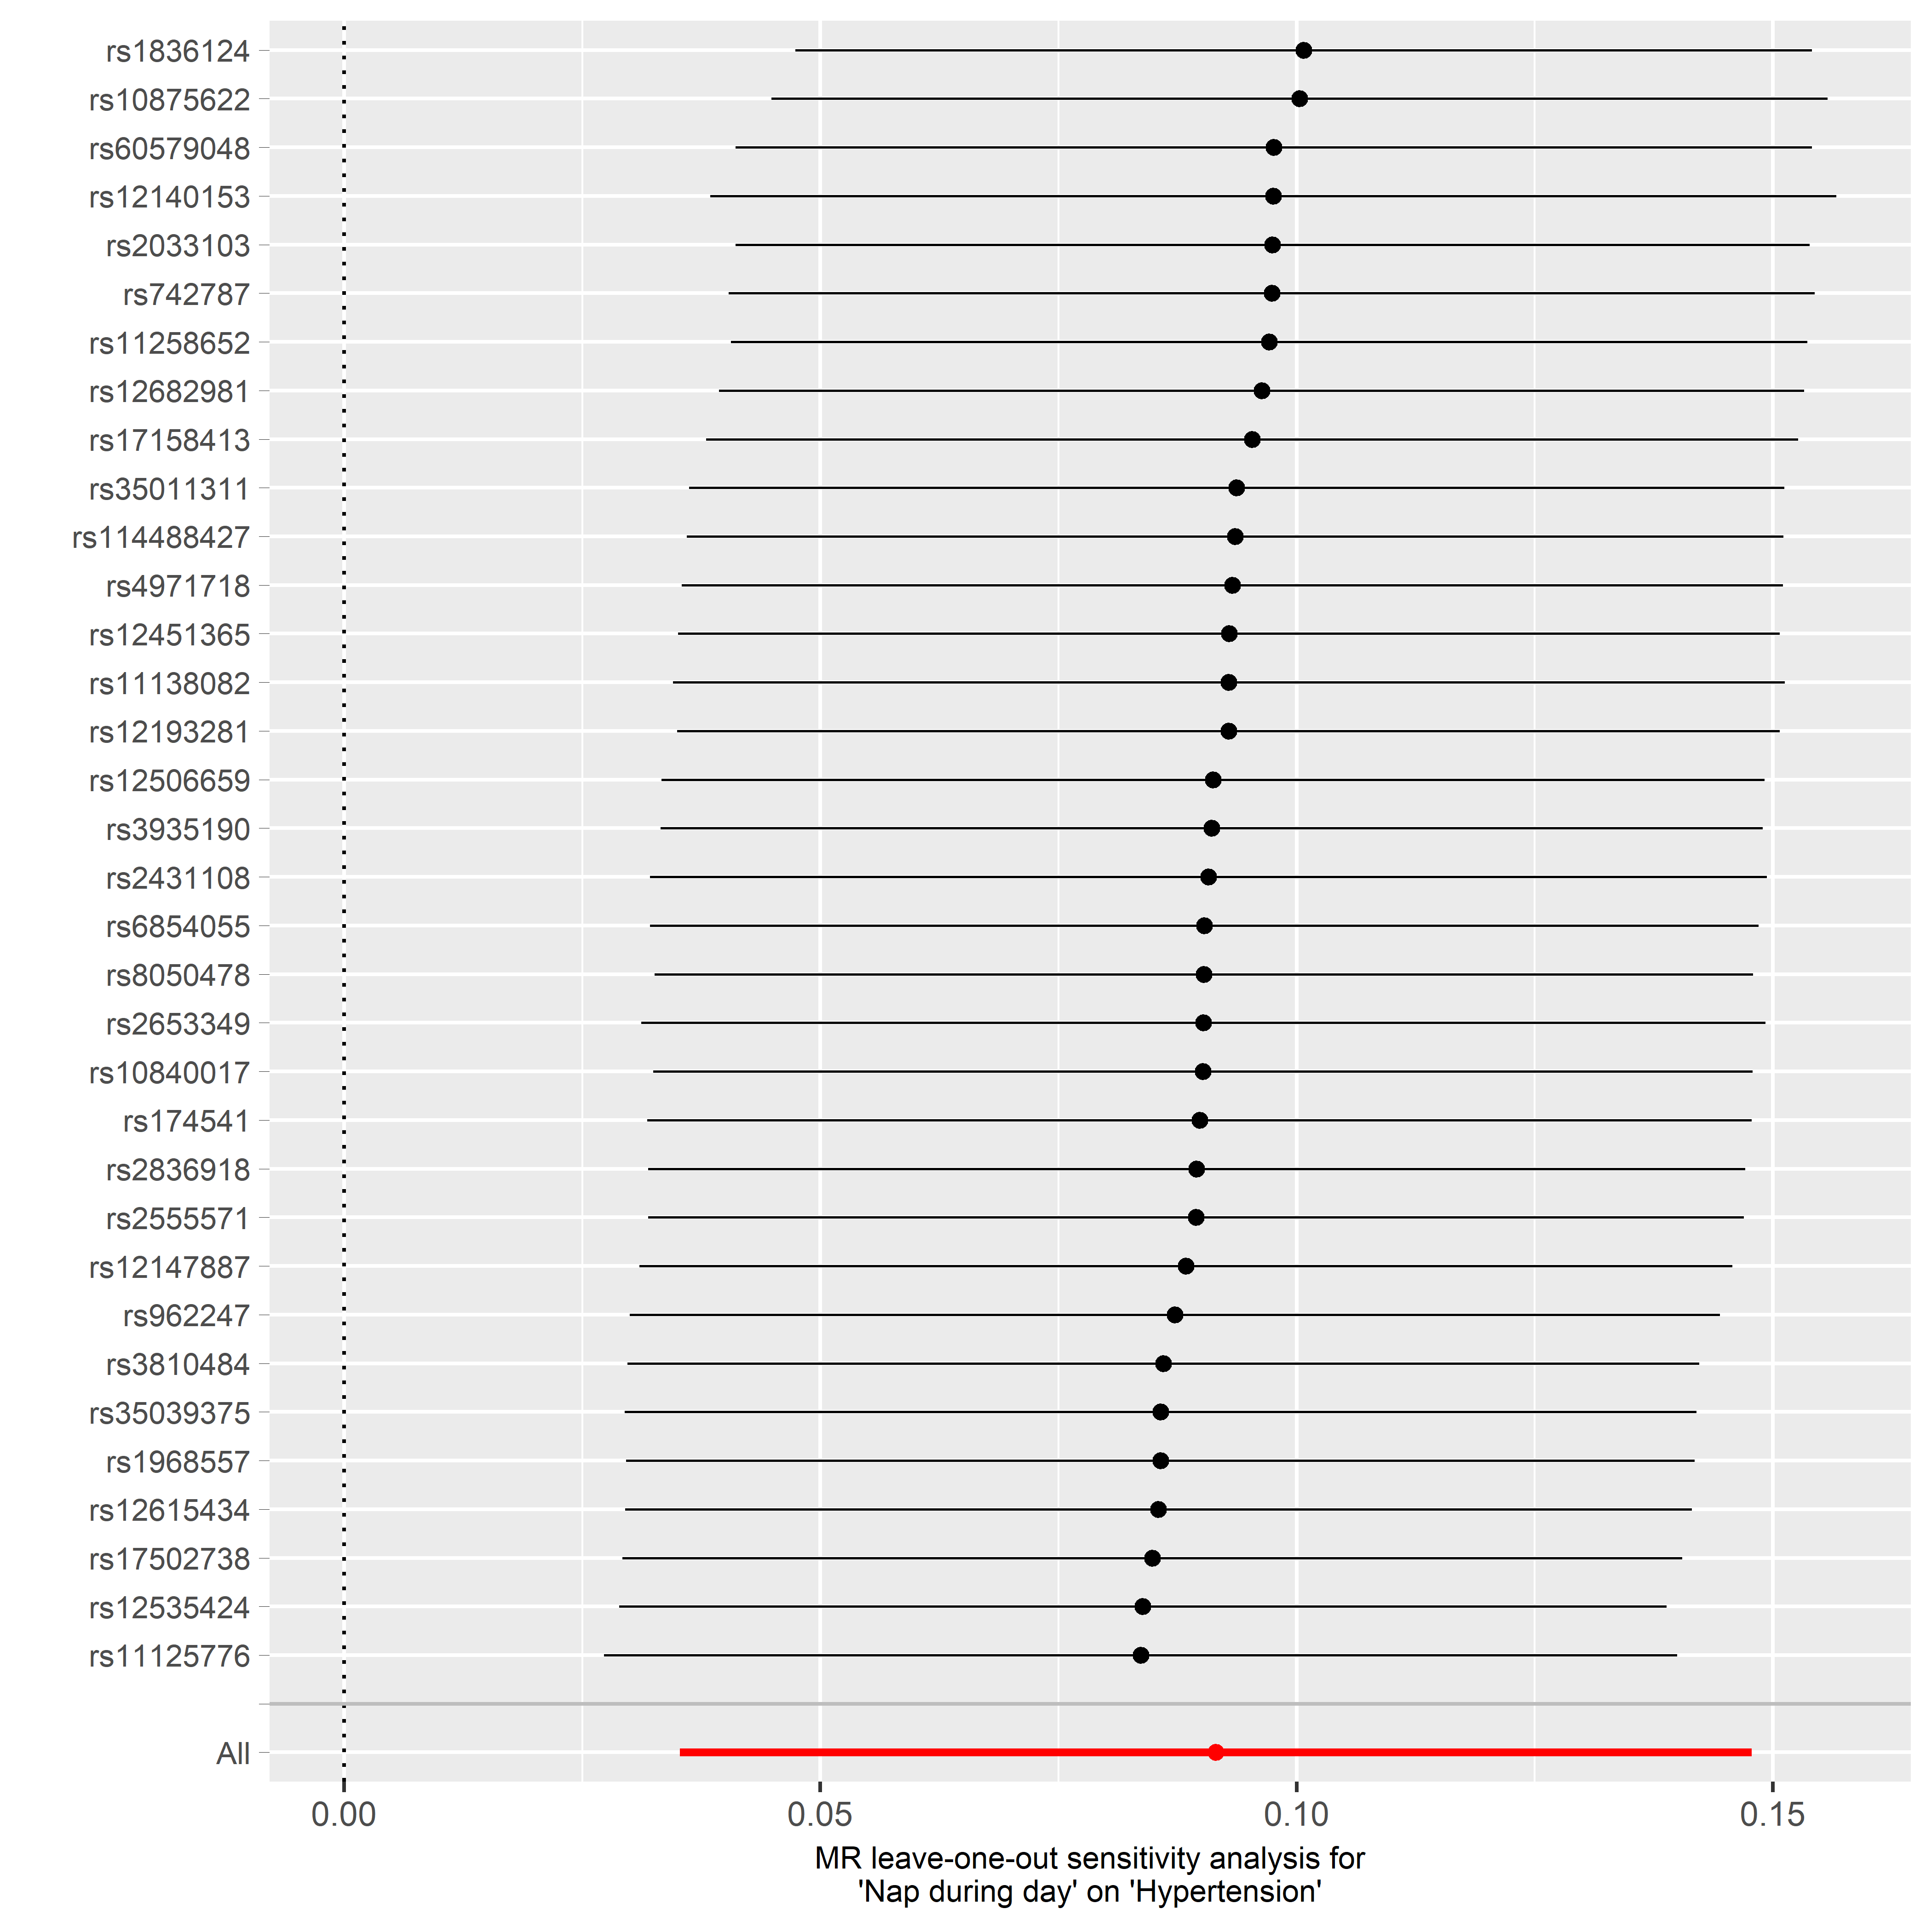 rs1836124
rs10875622
rs60579048
rs12140153
rs2033103
rs742787
rs11258652
rs12682981
rs17158413
rs35011311
rs114488427
rs4971718
rs12451365
rs11138082
rs12193281
rs12506659
rs3935190
rs2431108
rs6854055
rs8050478
rs2653349
rs10840017
rs174541
rs2836918
rs2555571
rs12147887
rs962247
rs3810484
rs35039375
rs1968557
rs12615434
rs17502738
rs12535424
rs11125776
All
0.00 0.05 0.10 0.15
MR leave-one-out sensitivity analysis for
'Nap during day' on 'Hypertension'